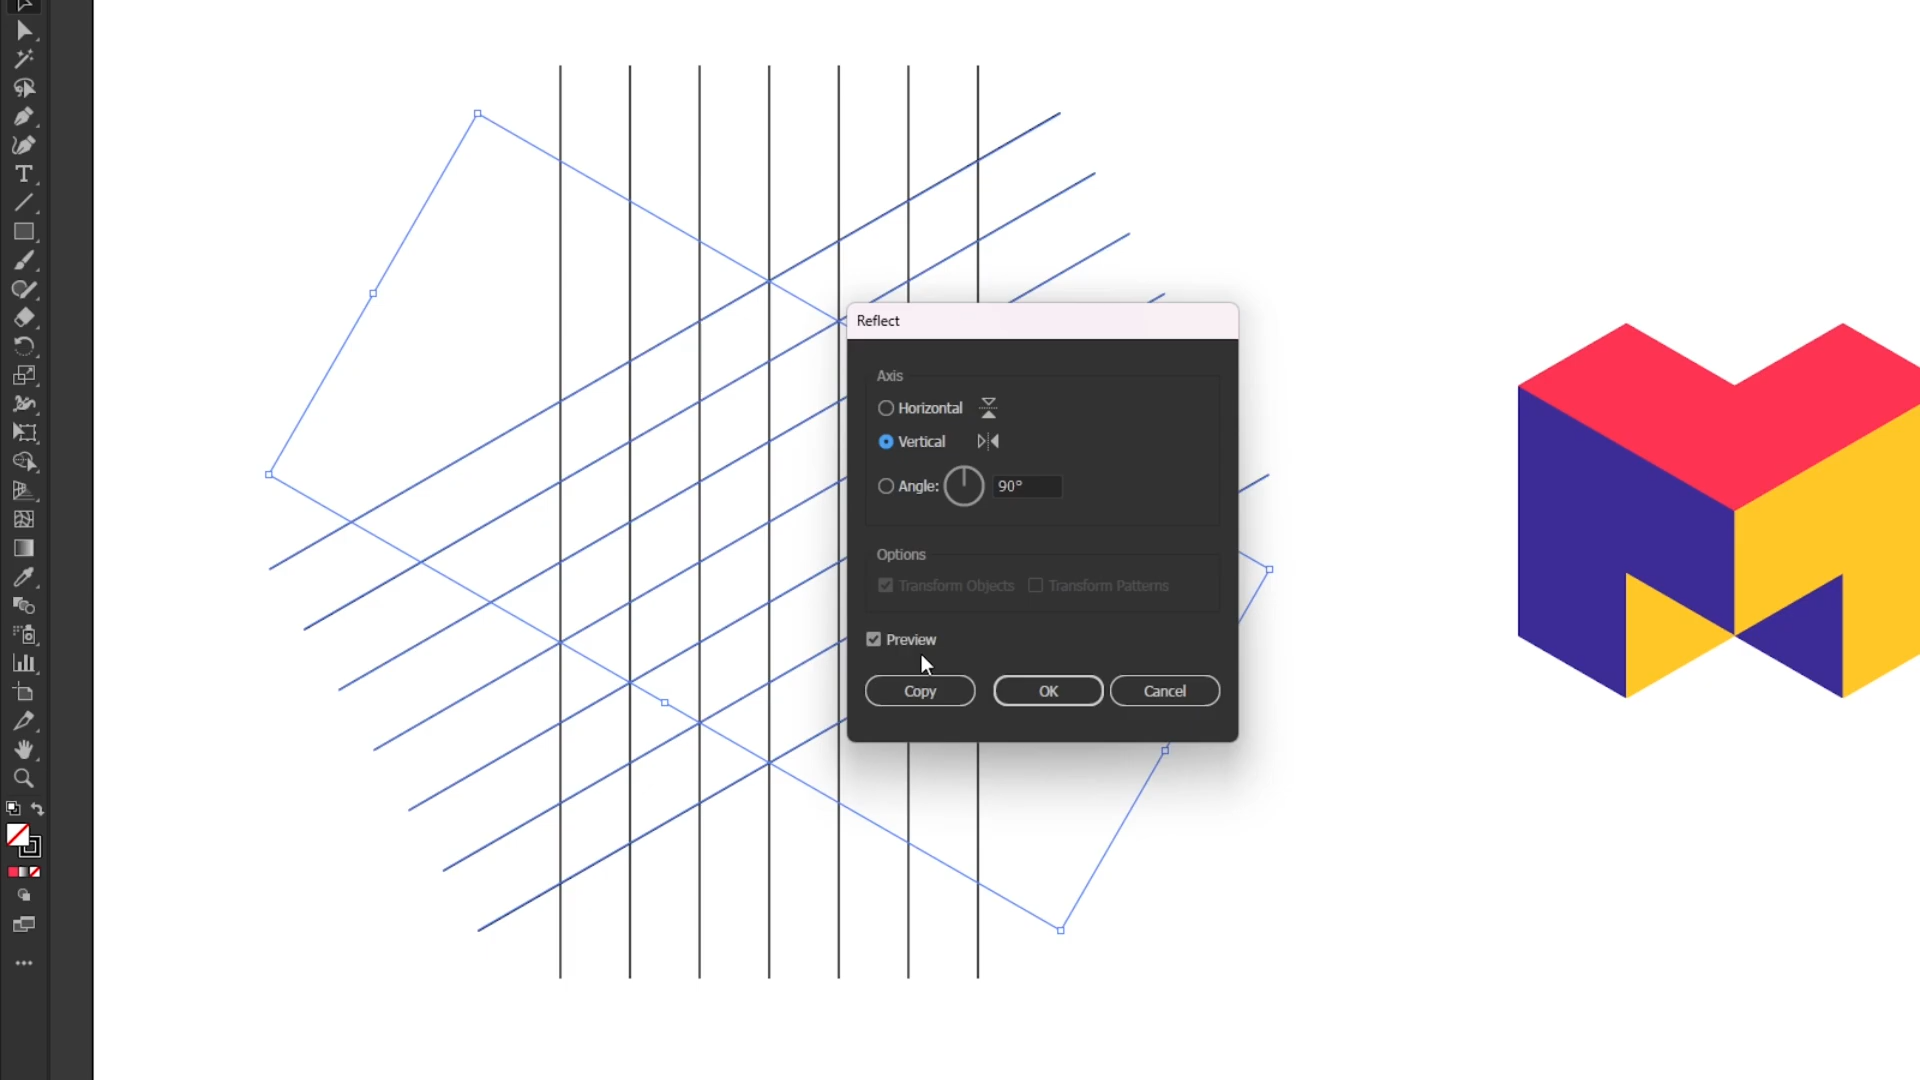 Reflect
Axis
Horizontal
Vertical
Angle: 90°
Options
Transform Objects Transform Patterns
Preview
Copy OK Cancel